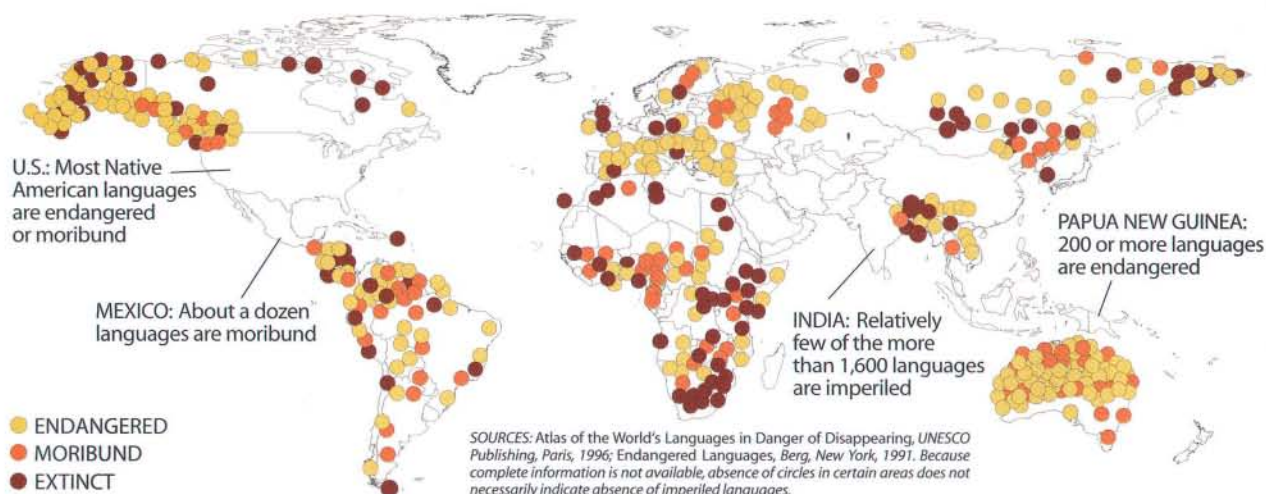 U.S.: Most Native
American languages
are endangered
or moribund
MEXICO: About a dozen
languages are moribund
PAPUA NEW GUINEA:
200 or more languages
are endangered
INDIA: Relatively
few of the more
than 1,600 languages
are imperiled
ENDANGERED
MORIBUND
EXTINCT
SOURCES: Atlas of the World's Languages in Danger of Disappearing, UNESCO
Publishing, Paris, 1996; Endangered Languages, Berg, New York, 1991. Because
complete information is not available, absence of circles in certain areas does not
necessarily indicate absence of imperiled languages.